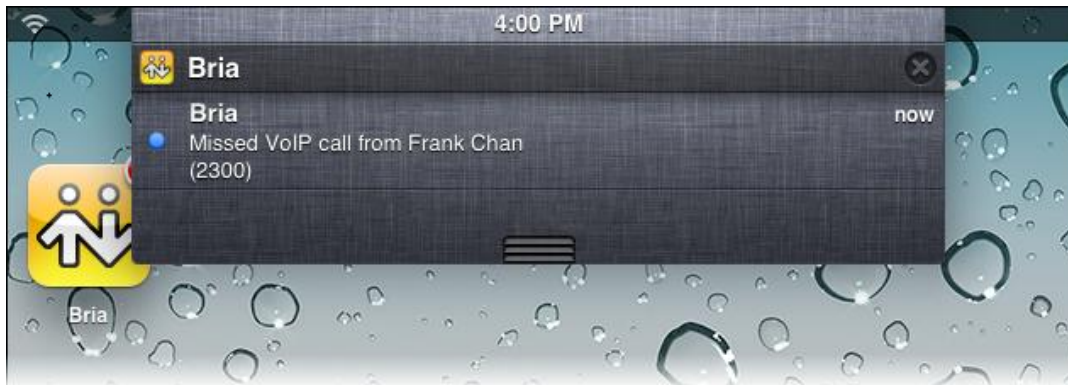 4:00 PM
Bria
Bria
now
Missed VoIP call from Frank Chan
(2300)
Bria